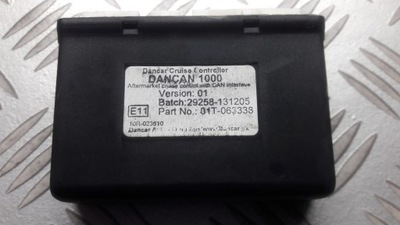 Dancar Cruise Controller
DANCAN 1000
Aftermarket cruise control with CAN interface
Version: 01
Batch:29258-131205
E11 Part No.: 01T-063333
10R-023610